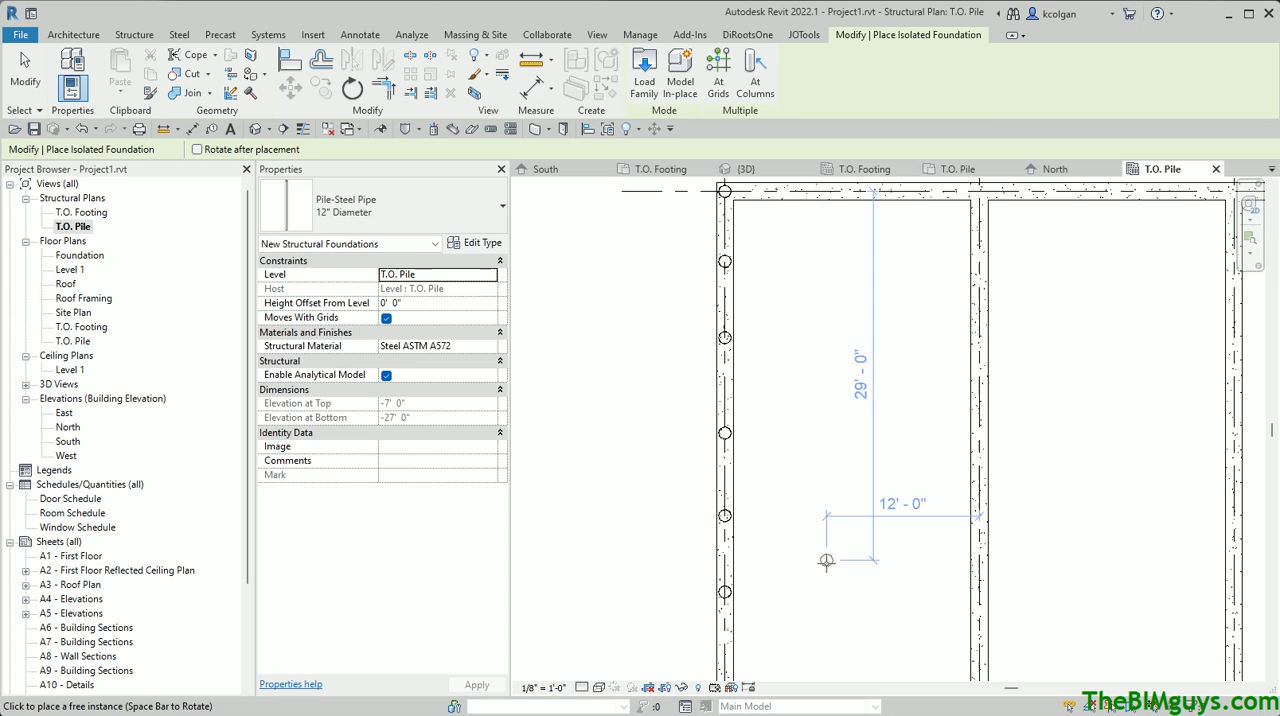 Autodesk Revit 2022.1 - Project1.rvt - Structural Plan: T.O. Pile
kcolgan
File
Architecture
Structure
Steel
Precast
Systems
Insert
Annotate
Analyze
Massing & Site
Collaborate
View
Manage
Add-Ins
DiRootsOne
JOTools
Modify | Place Isolated Foundation
Modify
Paste
Cope
Cut
Join
Load Family
Model In-place
At Grids
At Columns
Select
Properties
Clipboard
Geometry
Modify
View
Measure
Create
Mode
Multiple
Modify | Place Isolated Foundation
Rotate after placement
Project Browser - Project1.rvt
Views (all)
Structural Plans
T.O. Footing
T.O. Pile
Floor Plans
Foundation
Level 1
Roof
Roof Framing
Site Plan
T.O. Footing
T.O. Pile
Ceiling Plans
Level 1
3D Views
Elevations (Building Elevation)
East
North
South
West
Legends
Schedules/Quantities (all)
Door Schedule
Room Schedule
Window Schedule
Sheets (all)
A1 - First Floor
A2 - First Floor Reflected Ceiling Plan
A3 - Roof Plan
A4 - Elevations
A5 - Elevations
A6 - Building Sections
A7 - Building Sections
A8 - Wall Sections
A9 - Building Sections
A10 - Details
Properties
Pile-Steel Pipe
12" Diameter
New Structural Foundations
Edit Type
Constraints
Level T.O. Pile
Host Level : T.O. Pile
Height Offset From Level 0' 0"
Moves With Grids
Materials and Finishes
Structural Material Steel ASTM A572
Structural
Enable Analytical Model
Dimensions
Elevation at Top -7' 0"
Elevation at Bottom -27' 0"
Identity Data
Image
Comments
Mark
Properties help
Apply
South
T.O. Footing
{3D}
T.O. Footing
T.O. Pile
North
T.O. Pile
29' - 0"
12' - 0"
1/8" = 1'-0"
Click to place a free instance (Space Bar to Rotate)
:0
Main Model
TheBIMguys.com